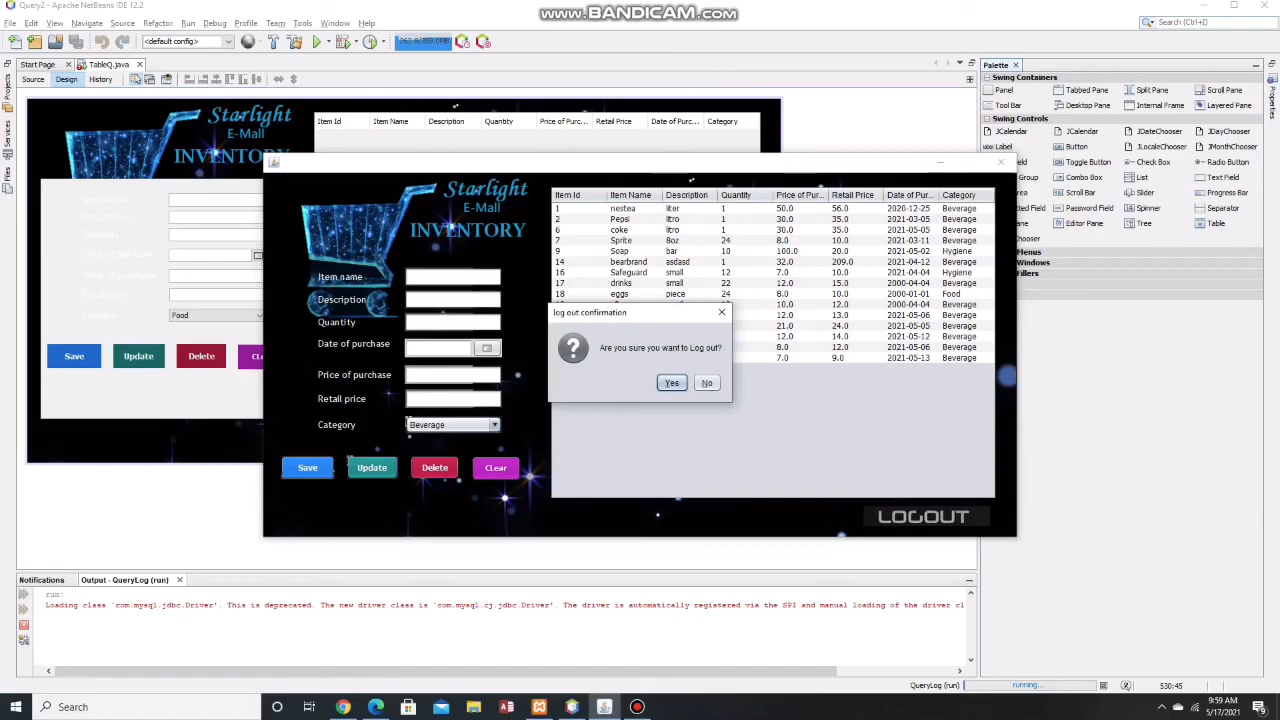 Query2 - Apache NetBeans IDE 12.2
www.BANDICAM.com
File Edit View Navigate Source Refactor Run Debug Profile Team Tools Window Help
Search (Ctrl+I)
<default config>
Start Page TableQ.java
Source Design History
Projects
Services
Files
Properties
Starlight
E-Mall
INVENTORY
Item Id Item Name Description Quantity Price of Purc... Retail Price Date of Purc... Category
Food
Save Update Delete
Starlight
E-Mall
INVENTORY
Item name
Description
Quantity
Date of purchase
Price of purchase
Retail price
Category Beverage
Save Update Delete CLear
Item Id Item Name Description Quantity Price of Pur... Retail Price Date of Pur... Category
1 nestea liter 1 50.0 56.0 2020-12-25 Beverage
2 Pepsi litro 1 30.0 35.0 2021-03-11 Beverage
6 coke litro 1 30.0 35.0 2021-05-05 Beverage
7 Sprite 8oz 24 8.0 10.0 2021-03-11 Beverage
9 Soap bar 10 100.0 20.0 2021-05-02 Hygiene
14 bearbrand asdasd 12 32.0 209.0 2021-04-12 Beverage
16 Safeguard small 12 7.0 10.0 2021-04-04 Hygiene
17 drinks small 22 12.0 15.0 2000-04-04 Beverage
18 eggs piece 24 8.0 10.0 2000-01-01 Food
10.0 12.0 2000-04-04 Beverage
12.0 13.0 2021-05-06 Beverage
21.0 24.0 2021-05-05 Beverage
12.0 14.0 2021-05-12 Beverage
8.0 12.0 2021-05-06 Beverage
7.0 9.0 2021-05-13 Beverage
log out confirmation
Are you sure you want to Log out?
Yes No
LOGOUT
Palette
Swing Containers
Panel Tabbed Pane Split Pane Scroll Pane
Tool Bar Desktop Pane Internal Frame Layered Pane
Swing Controls
JCalendar JCalendar JDateChooser JDayChooser
Label JLocaleChooser JMonthChooser
Button Toggle Button Check Box Radio Button
Group Combo Box List
Scroll Bar Slider Progress Bar
Password Field Spinner Separator
Editor Pane Tree Table
Menus
Windows
Fillers
Notifications Output - QueryLog (run)
run:
Loading class `com.mysql.jdbc.Driver'. This is deprecated. The new driver class is `com.mysql.cj.jdbc.Driver'. The driver is automatically registered via the SPI and manual loading of the driver cl
QueryLog (run) running... 530:45
Search
9:59 AM
5/17/2021